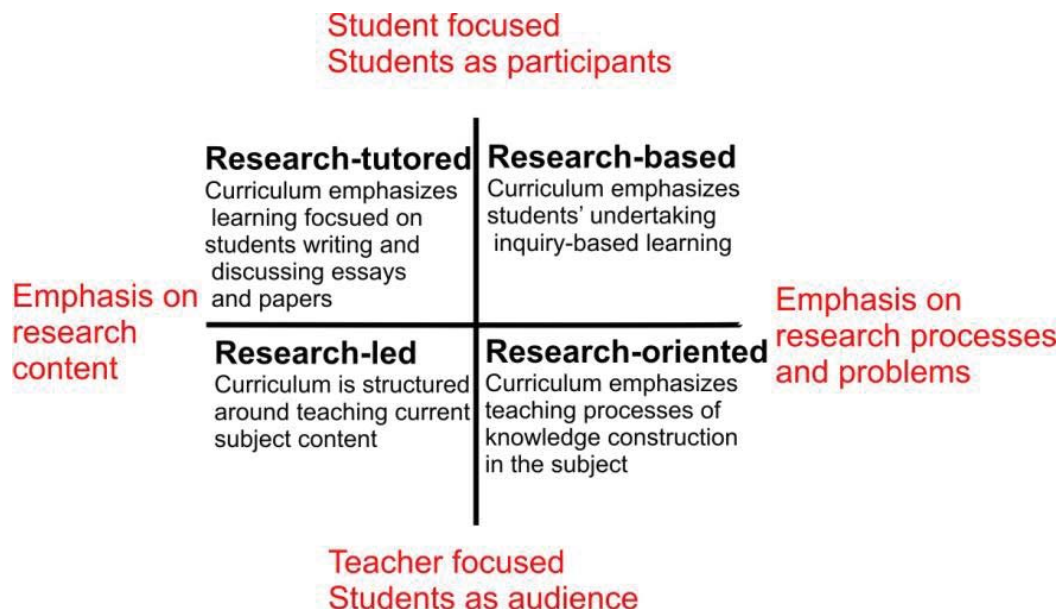 Student focused
Students as participants
Research-tutored
Curriculum emphasizes
learning focsued on
students writing and
discussing essays
and papers
Research-based
Curriculum emphasizes
students’ undertaking
inquiry-based learning
Emphasis on
research
content
Emphasis on
research processes
and problems
Research-led
Curriculum is structured
around teaching current
subject content
Research-oriented
Curriculum emphasizes
teaching processes of
knowledge construction
in the subject
Teacher focused
Students as audience